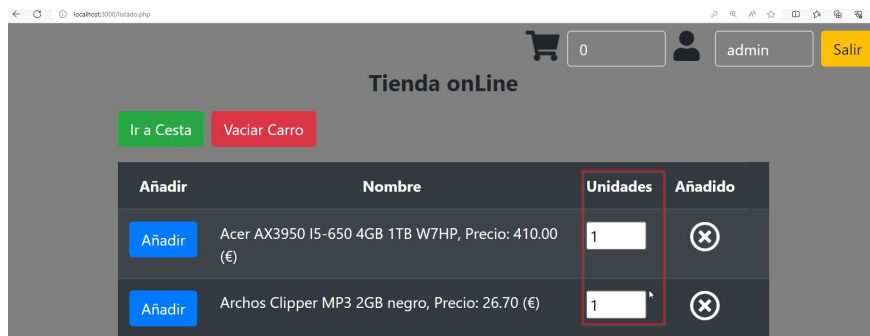 localhost:3000/listado.php
0
admin
Salir
Tienda onLine
Ir a Cesta
Vaciar Carro
Añadir Nombre Unidades Añadido
Añadir
Acer AX3950 I5-650 4GB 1TB W7HP, Precio: 410.00
(€)
1
Añadir
Archos Clipper MP3 2GB negro, Precio: 26.70 (€)
1